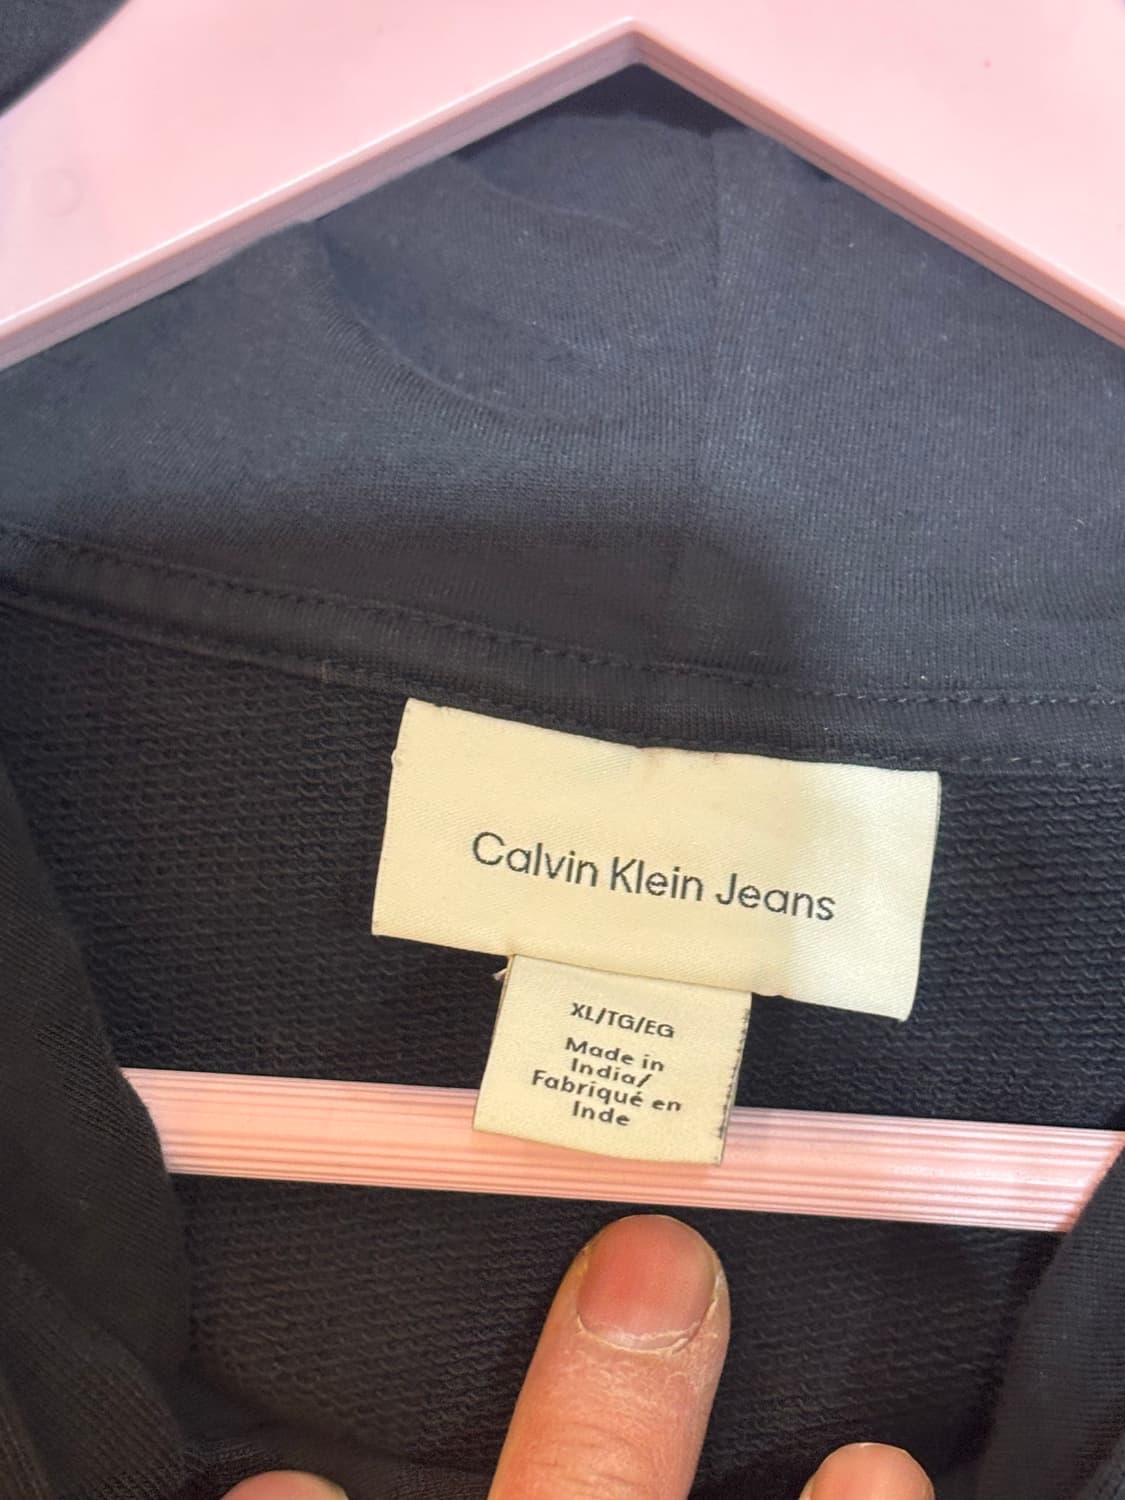 Calvin Klein Jeans
XL/TG/EG
Made in
India/
Fabriqué en
Inde